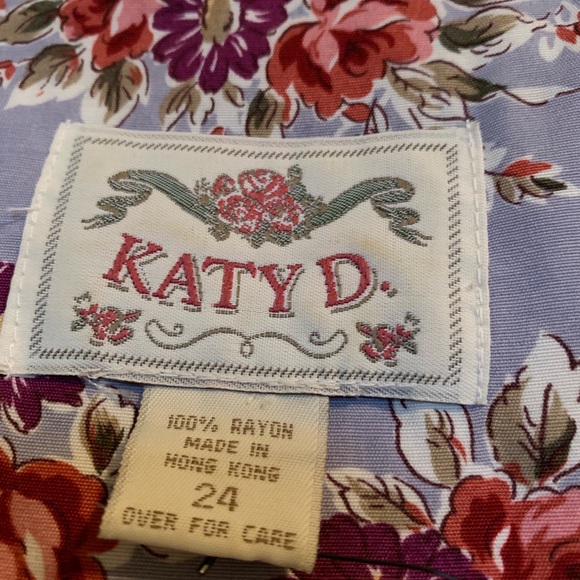 KATY D.
100% RAYON
MADE IN
HONG KONG
24
OVER FOR CARE